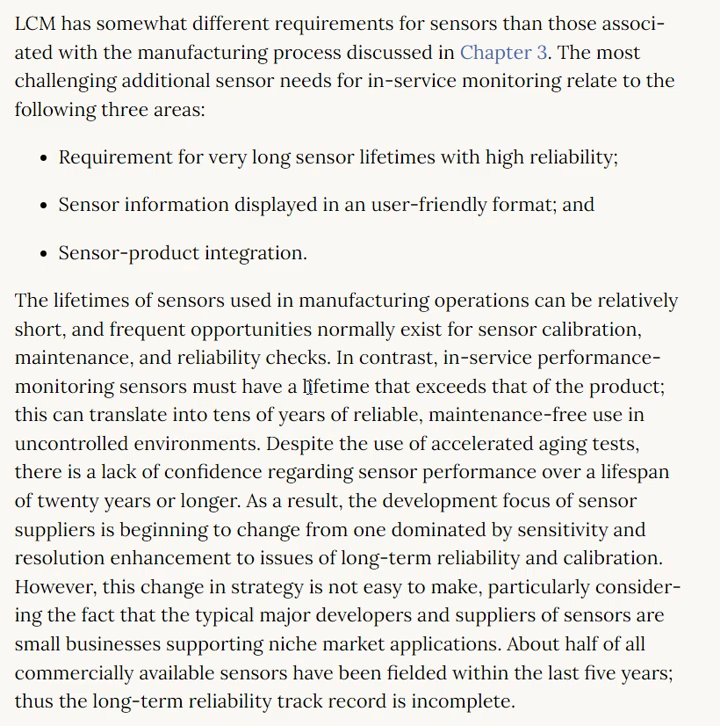 LCM has somewhat different requirements for sensors than those associ-
ated with the manufacturing process discussed in Chapter 3. The most
challenging additional sensor needs for in-service monitoring relate to the
following three areas:
• Requirement for very long sensor lifetimes with high reliability;
• Sensor information displayed in an user-friendly format; and
• Sensor-product integration.
The lifetimes of sensors used in manufacturing operations can be relatively
short, and frequent opportunities normally exist for sensor calibration,
maintenance, and reliability checks. In contrast, in-service performance-
monitoring sensors must have a lifetime that exceeds that of the product;
this can translate into tens of years of reliable, maintenance-free use in
uncontrolled environments. Despite the use of accelerated aging tests,
there is a lack of confidence regarding sensor performance over a lifespan
of twenty years or longer. As a result, the development focus of sensor
suppliers is beginning to change from one dominated by sensitivity and
resolution enhancement to issues of long-term reliability and calibration.
However, this change in strategy is not easy to make, particularly consider-
ing the fact that the typical major developers and suppliers of sensors are
small businesses supporting niche market applications. About half of all
commercially available sensors have been fielded within the last five years;
thus the long-term reliability track record is incomplete.